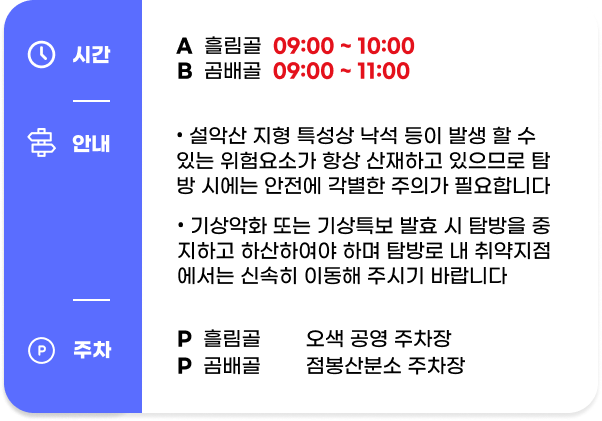 시간
A 흘림골 09:00 ~ 10:00
B 곰배골 09:00 ~ 11:00
안내
• 설악산 지형 특성상 낙석 등이 발생 할 수
있는 위험요소가 항상 산재하고 있으므로 탐
방 시에는 안전에 각별한 주의가 필요합니다
• 기상악화 또는 기상특보 발효 시 탐방을 중
지하고 하산하여야 하며 탐방로 내 취약지점
에서는 신속히 이동해 주시기 바랍니다
P 주차
P 흘림골 오색 공영 주차장
P 곰배골 점봉산분소 주차장